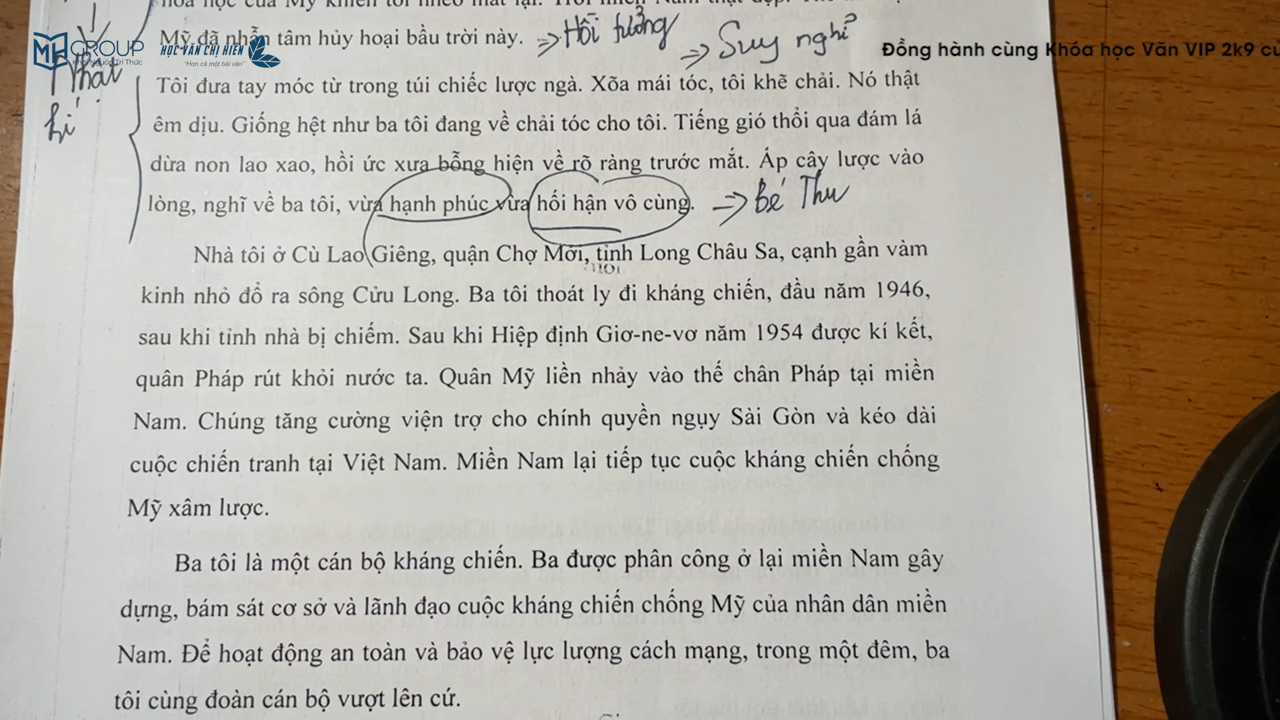 Mỹ đã nhẫn tâm hủy hoại bầu trời này. => Hồi tưởng => Suy nghĩ
MH GROUP
HỌC VĂN CHỊ HIÊN
"Hơn cả một bài văn"
Đồng hành cùng Khóa học Văn VIP 2k9 cù
Tôi đưa tay móc từ trong túi chiếc lược ngà. Xõa mái tóc, tôi khẽ chải. Nó thật
êm dịu. Giống hệt như ba tôi đang về chải tóc cho tôi. Tiếng gió thổi qua đám lá
dừa non lao xao, hồi ức xưa bỗng hiện về rõ ràng trước mắt. Áp cây lược vào
lòng, nghĩ về ba tôi, vừa hạnh phúc vừa hối hận vô cùng. => Bé Thu
Nhà tôi ở Cù Lao Giêng, quận Chợ Mới, tỉnh Long Châu Sa, cạnh gần vàm
kinh nhỏ đổ ra sông Cửu Long. Ba tôi thoát ly đi kháng chiến, đầu năm 1946,
sau khi tỉnh nhà bị chiếm. Sau khi Hiệp định Giơ-ne-vơ năm 1954 được kí kết,
quân Pháp rút khỏi nước ta. Quân Mỹ liền nhảy vào thế chân Pháp tại miền
Nam. Chúng tăng cường viện trợ cho chính quyền ngụy Sài Gòn và kéo dài
cuộc chiến tranh tại Việt Nam. Miền Nam lại tiếp tục cuộc kháng chiến chống
Mỹ xâm lược.
Ba tôi là một cán bộ kháng chiến. Ba được phân công ở lại miền Nam gây
dựng, bám sát cơ sở và lãnh đạo cuộc kháng chiến chống Mỹ của nhân dân miền
Nam. Để hoạt động an toàn và bảo vệ lực lượng cách mạng, trong một đêm, ba
tôi cùng đoàn cán bộ vượt lên cứ.